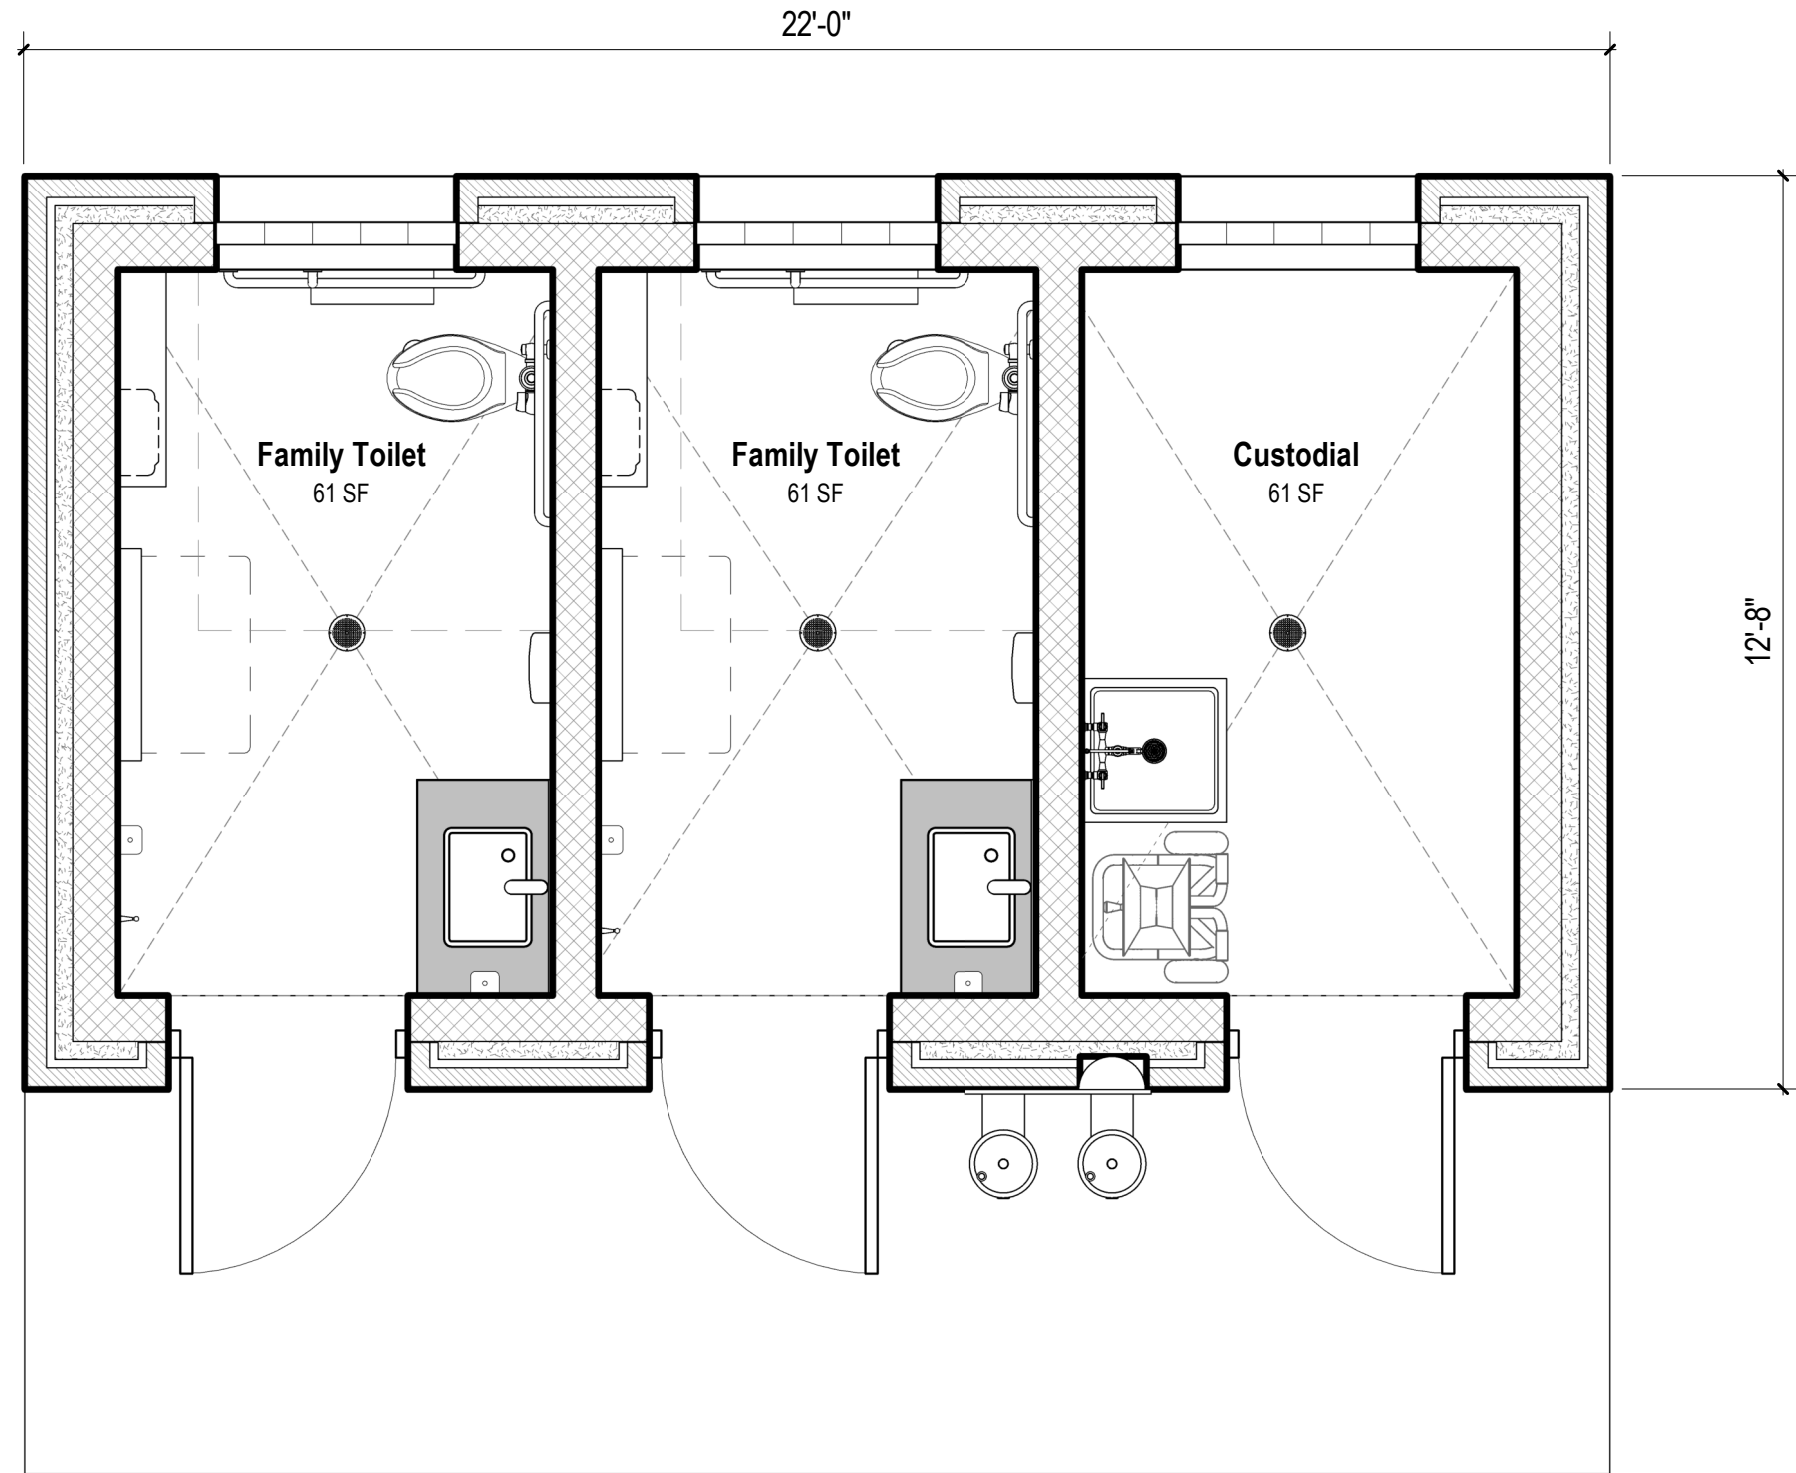 22'-0"
Family Toilet
61 SF
Family Toilet
61 SF
Custodial
61 SF
12'-8"